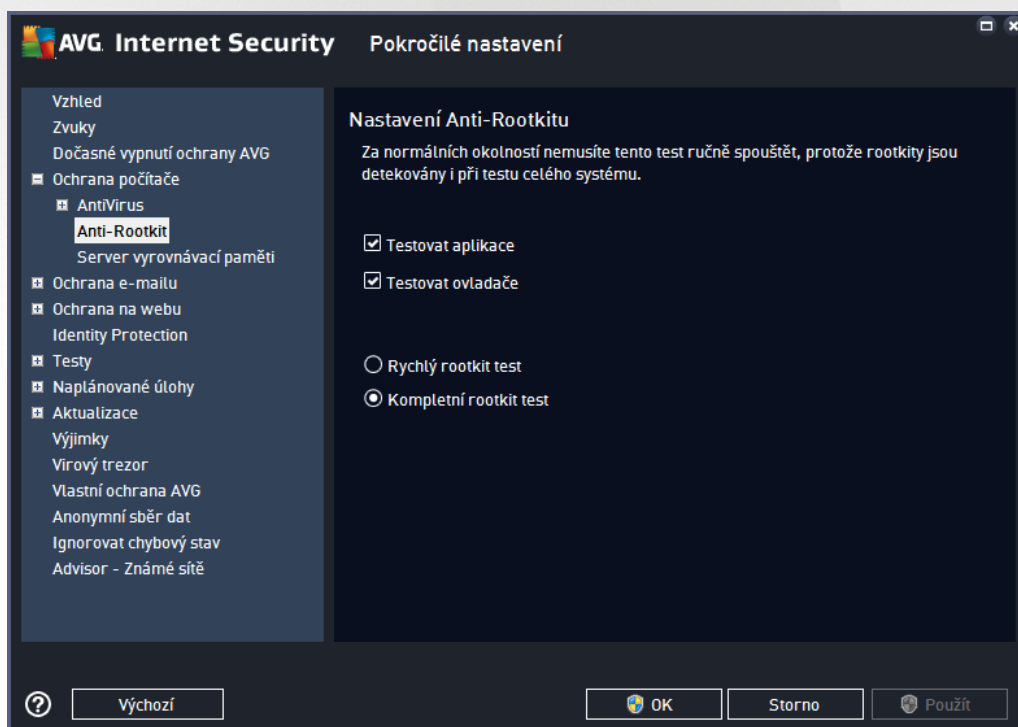 AVG. Internet Security Pokročilé nastavení
Vzhled
Zvuky
Dočasné vypnutí ochrany AVG
Ochrana počítače
AntiVirus
Anti-Rootkit
Server vyrovnávací paměti
Ochrana e-mailu
Ochrana na webu
Identity Protection
Testy
Naplánované úlohy
Aktualizace
Výjimky
Virový trezor
Vlastní ochrana AVG
Anonymní sběr dat
Ignorovat chybový stav
Advisor - Známé sítě
Nastavení Anti-Rootkitu
Za normálních okolností nemusíte tento test ručně spouštět, protože rootkity jsou
detekovány i při testu celého systému.
Testovat aplikace
Testovat ovladače
Rychlý rootkit test
Kompletní rootkit test
Výchozí
OK
Storno
Použít